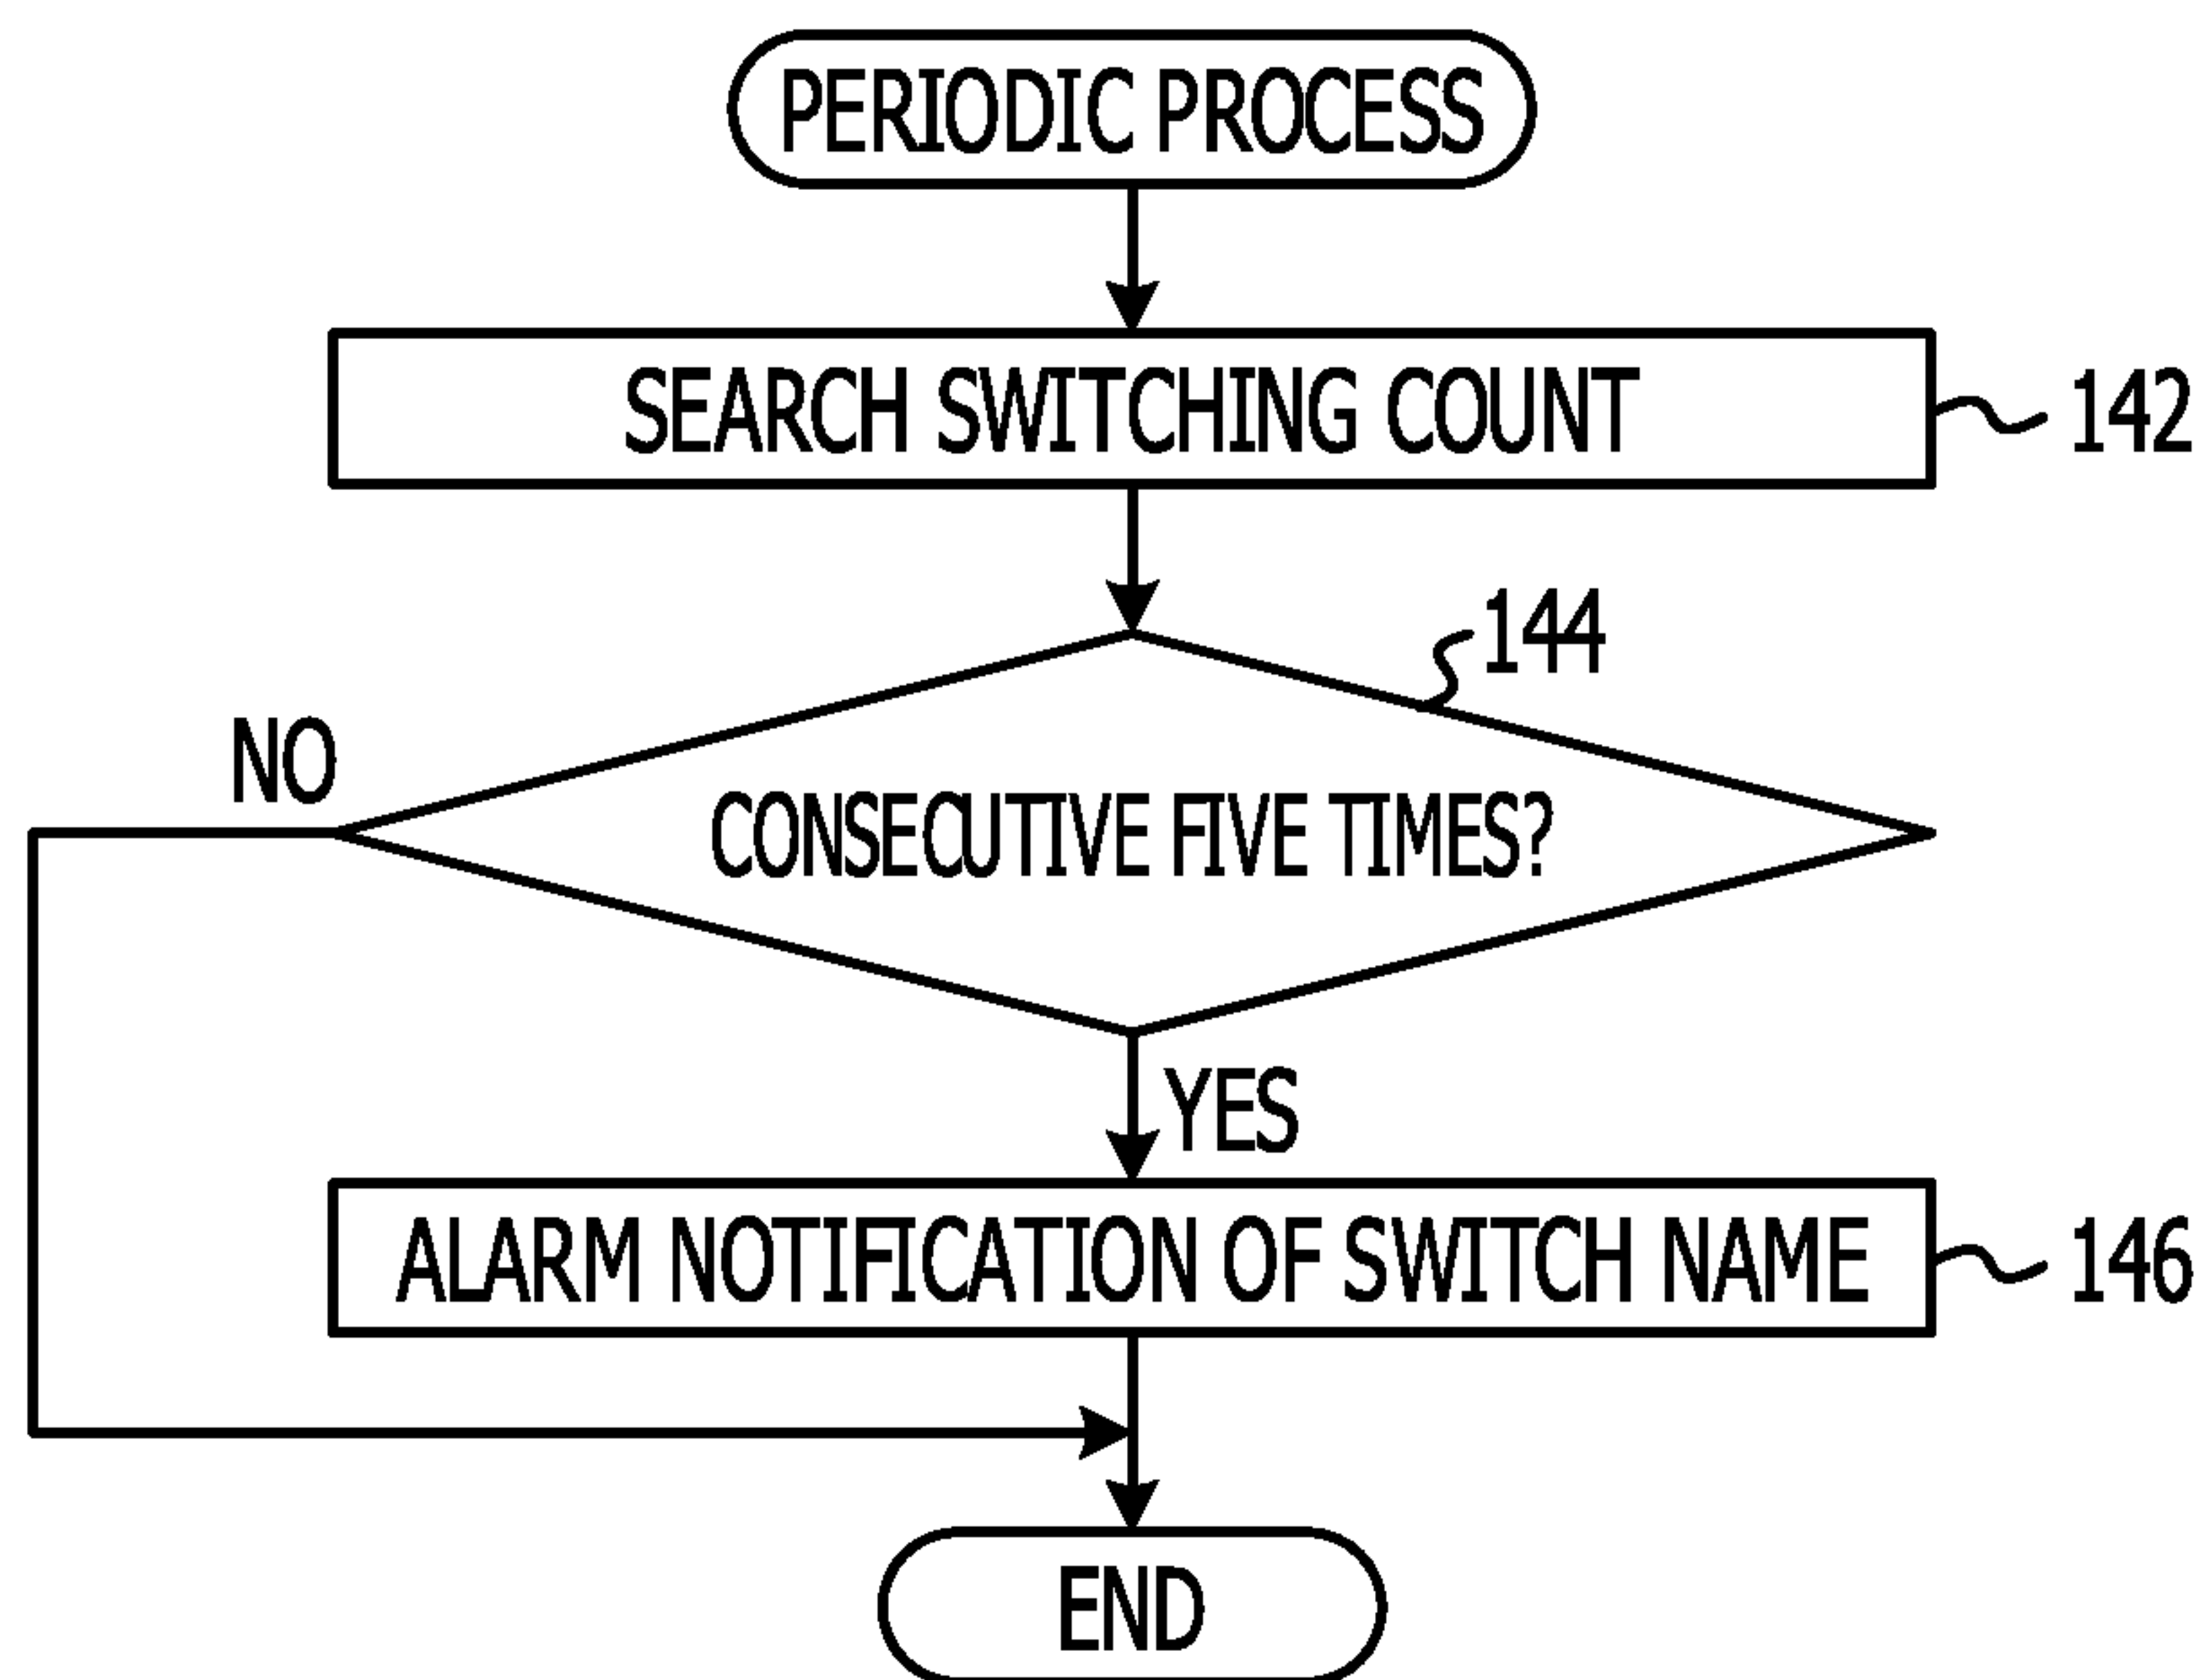 PERIODIC PROCESS
SEARCH SWITCHING COUNT
142
144
NO
CONSECUTIVE FIVE TIMES?
YES
ALARM NOTIFICATION OF SWITCH NAME
146
END